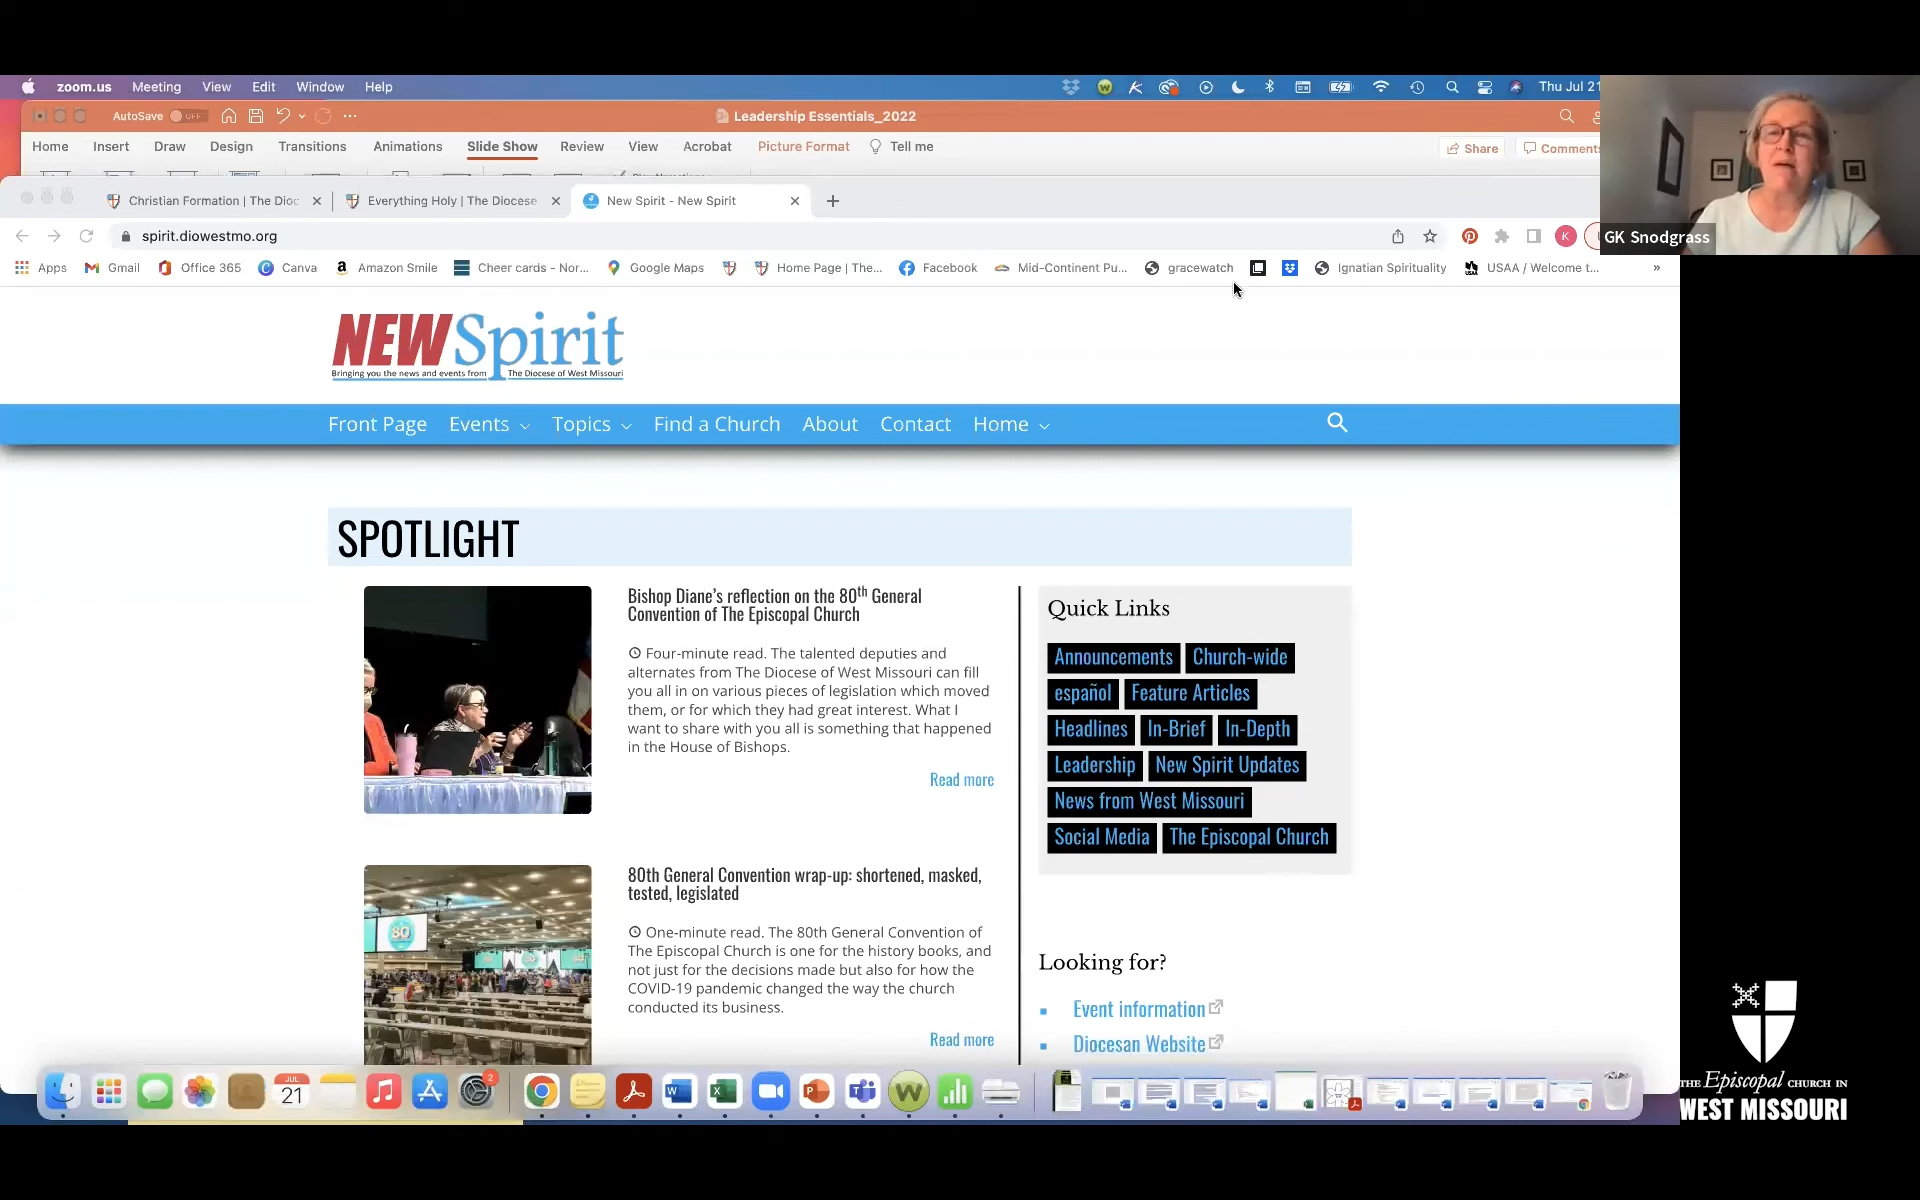 zoom.us Meeting View Edit Window Help Thu Jul 21
AutoSave OFF ... Leadership Essentials_2022
Home Insert Draw Design Transitions Animations Slide Show Review View Acrobat Picture Format Tell me Share Comments
Christian Formation | The Dioc Everything Holy | The Diocese New Spirit - New Spirit
spirit.diowestmo.org K
GK Snodgrass
Apps Gmail Office 365 Canva Amazon Smile Cheer cards - Nor... Google Maps Home Page | The... Facebook Mid-Continent Pu... gracewatch Ignatian Spirituality USAA / Welcome t... »
NEWSpirit
Bringing you the news and events from The Diocese of West Missouri
Front Page Events Topics Find a Church About Contact Home
SPOTLIGHT
Bishop Diane's reflection on the 80th General
Convention of The Episcopal Church
Four-minute read. The talented deputies and
alternates from The Diocese of West Missouri can fill
you all in on various pieces of legislation which moved
them, or for which they had great interest. What I
want to share with you all is something that happened
in the House of Bishops.
Read more
80th General Convention wrap-up: shortened, masked,
tested, legislated
One-minute read. The 80th General Convention of
The Episcopal Church is one for the history books, and
not just for the decisions made but also for how the
COVID-19 pandemic changed the way the church
conducted its business.
Read more
Quick Links
Announcements Church-wide
español Feature Articles
Headlines In-Brief In-Depth
Leadership New Spirit Updates
News from West Missouri
Social Media The Episcopal Church
Looking for?
Event information
Diocesan Website
80
JUL
21
2
THE Episcopal CHURCH IN
WEST MISSOURI